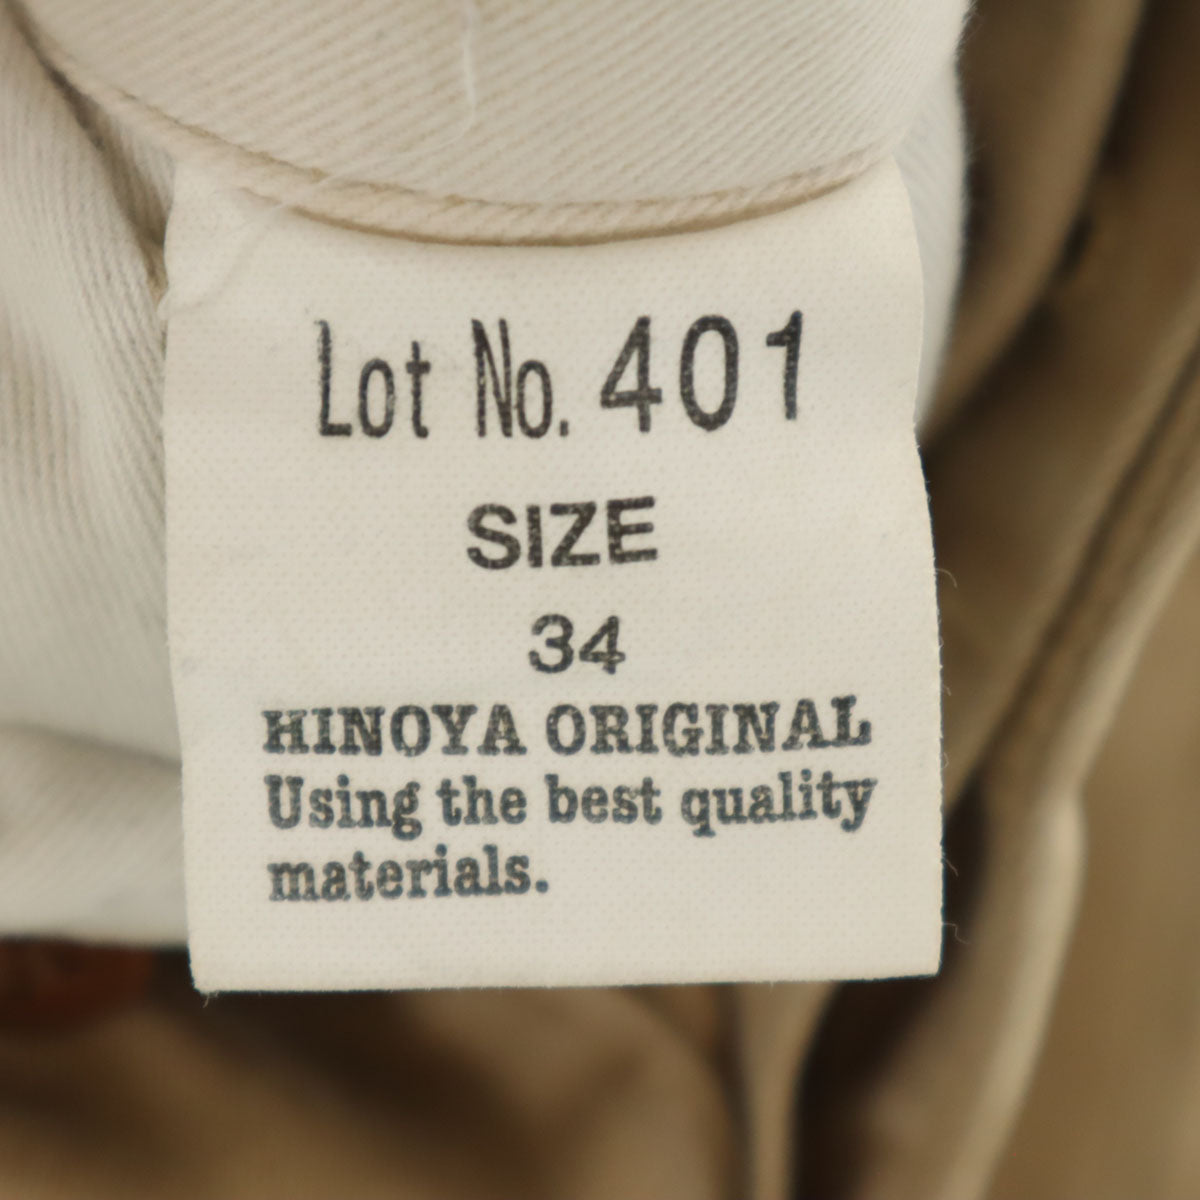 Lot No. 401
SIZE
34
HINOYA ORIGINAL
Using the best quality
materials.